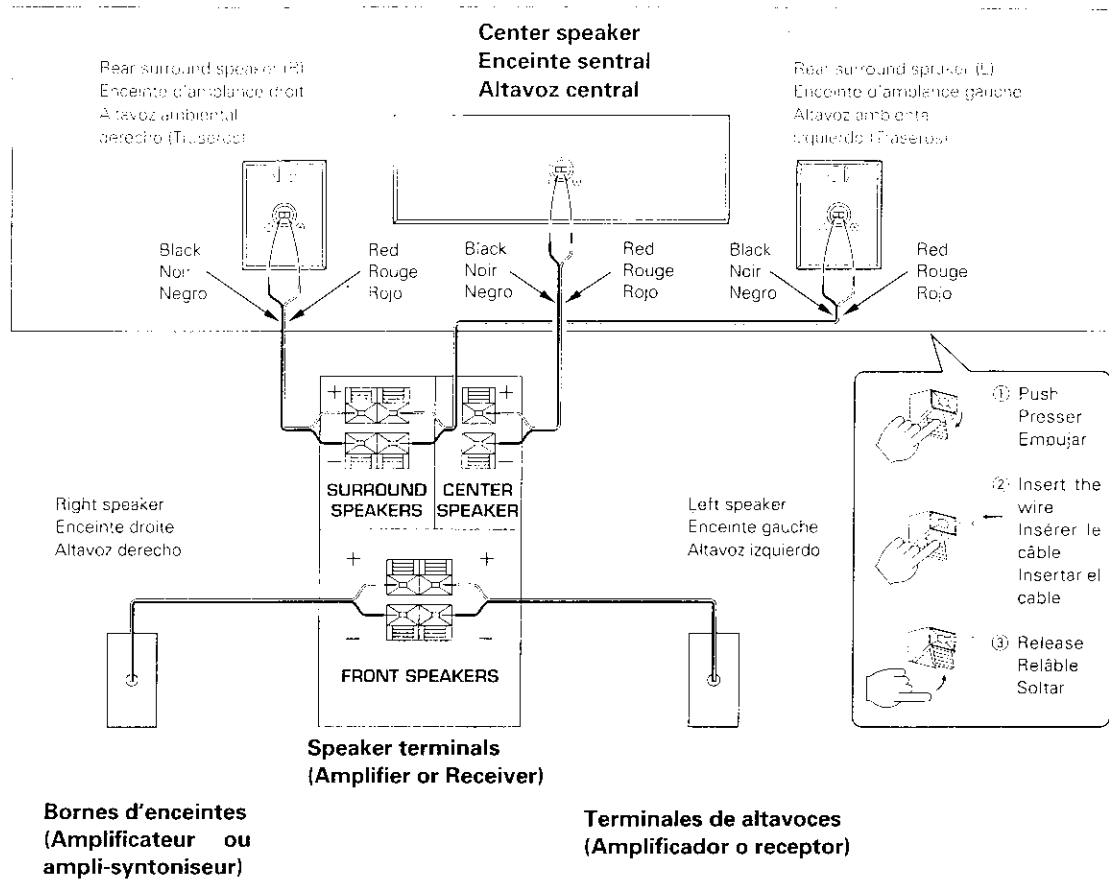 Center speaker
Enceinte sentral
Altavoz central
Rear surround speaker (R)
Enceinte d'ambiance droit
Altavoz ambiental
derecho (Traseros)
Rear surround
Enceinte d'ambiance gauche
Altavoz
izquierdo
Black
Noir
Negro
Red
Rouge
Rojo
Black
Noir
Negro
Red
Rouge
Rojo
Black
Noir
Negro
Red
Rouge
Rojo
+ − +
− −
SURROUND
SPEAKERS
CENTER
SPEAKER
Right speaker
Enceinte droite
Altavoz derecho
Left speaker
Enceinte gauche
Altavoz izquierdo
+ +
− −
FRONT SPEAKERS
① Push
Presser
Empujar
② Insert the
wire
Insérer le
câble
Insertar el
cable
③ Release
Relâble
Soltar
Speaker terminals
(Amplifier or Receiver)
Bornes d'enceintes
(Amplificateur ou
ampli-syntoniseur)
Terminales de altavoces
(Amplificador o receptor)